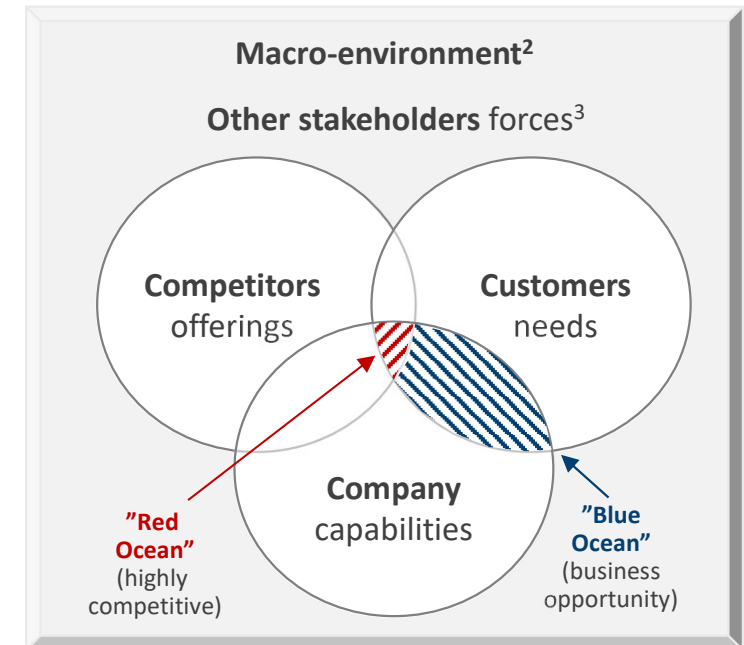 Macro-environment²
Other stakeholders forces³
Competitors
offerings
Customers
needs
Company
capabilities
”Red
Ocean”
(highly
competitive)
”Blue
Ocean”
(business
opportunity)